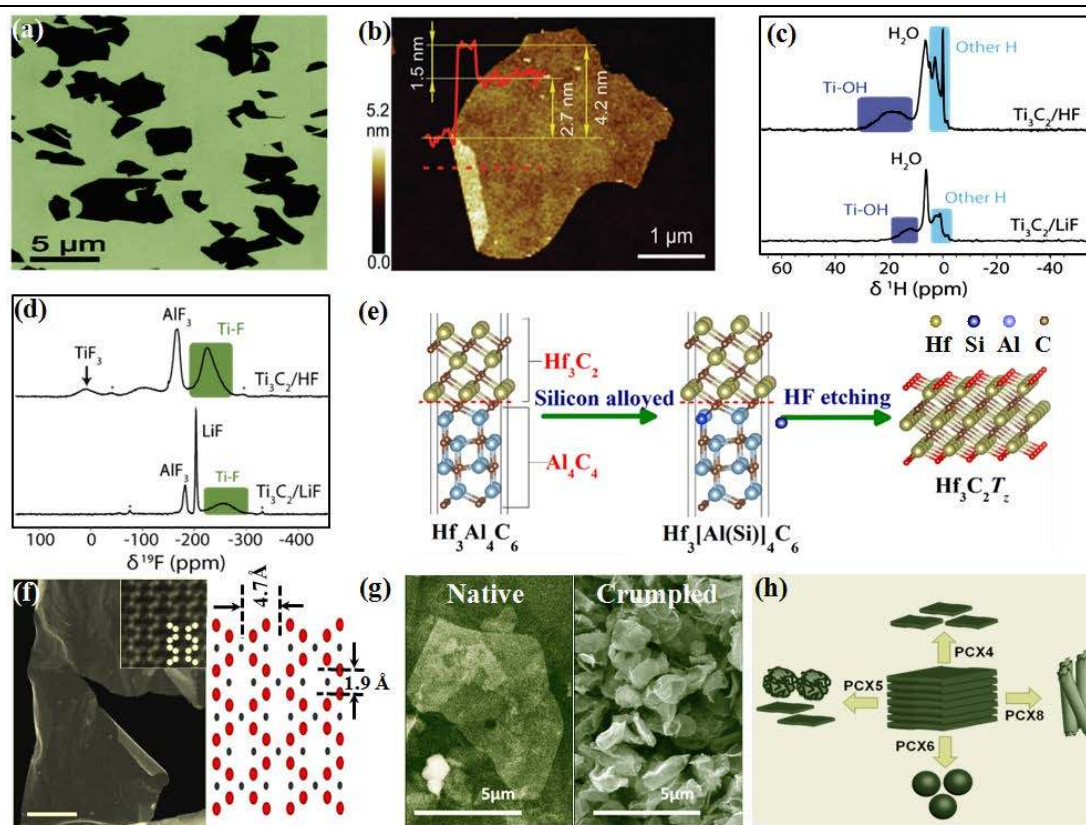 (a)
5 µm
(b)
5.2
nm
0.0
1.5 nm
2.7 nm
4.2 nm
1 µm
(c)
H2O
Other H
Ti-OH
Ti3C2/HF
H2O
Other H
Ti-OH
Ti3C2/LiF
60 40 20 0 -20 -40
δ 1H (ppm)
(d)
AlF3
Ti-F
TiF3
Ti3C2/HF
LiF
AlF3
Ti-F
Ti3C2/LiF
100 0 -100 -200 -300 -400
δ19F (ppm)
(e)
Hf Si Al C
Hf3C2
Silicon alloyed
HF etching
Al4C4
Hf3Al4C6
Hf3[Al(Si)]4C6
Hf3C2Tz
(f)
4.7Å
1.9 Å
(g)
Native
Crumpled
5µm
5µm
(h)
PCX4
PCX5
PCX8
PCX6